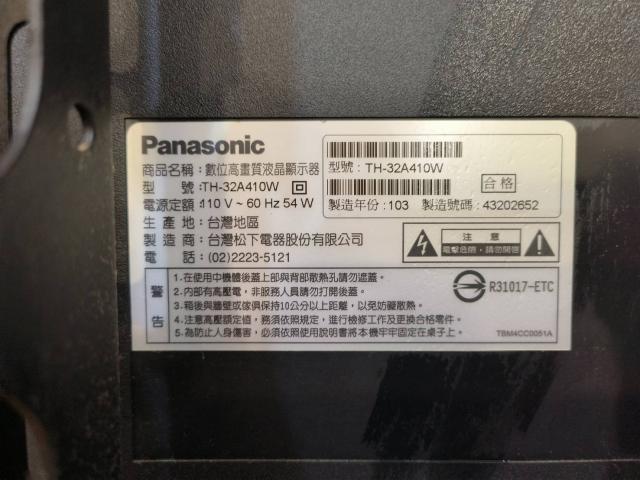 Panasonic
商品名稱：數位高畫質液晶顯示器
型 號：TH-32A410W
電源定額：110 V ~ 60 Hz 54 W
生 產 地：台灣地區
製 造 商：台灣松下電器股份有限公司
電 話：(02)2223-5121
型號：TH-32A410W
合格
製造年份：103 製造號碼：43202652
注 意
電擊危險，請勿開啟
警告
1.在使用中機體後蓋上部與背部散熱孔請勿遮蓋。
2.內部有高壓電，非服務人員請勿打開後蓋。
3.箱後與牆壁或傢俱保持10公分以上距離，以免妨礙散熱。
4.注意高壓額定值，務須依照規定，進行檢修工作及更換合格零件。
5.為防止人身傷害，必須依照使用說明書將本機牢牢固定在桌子上。
R31017-ETC
TBM4CC0051A